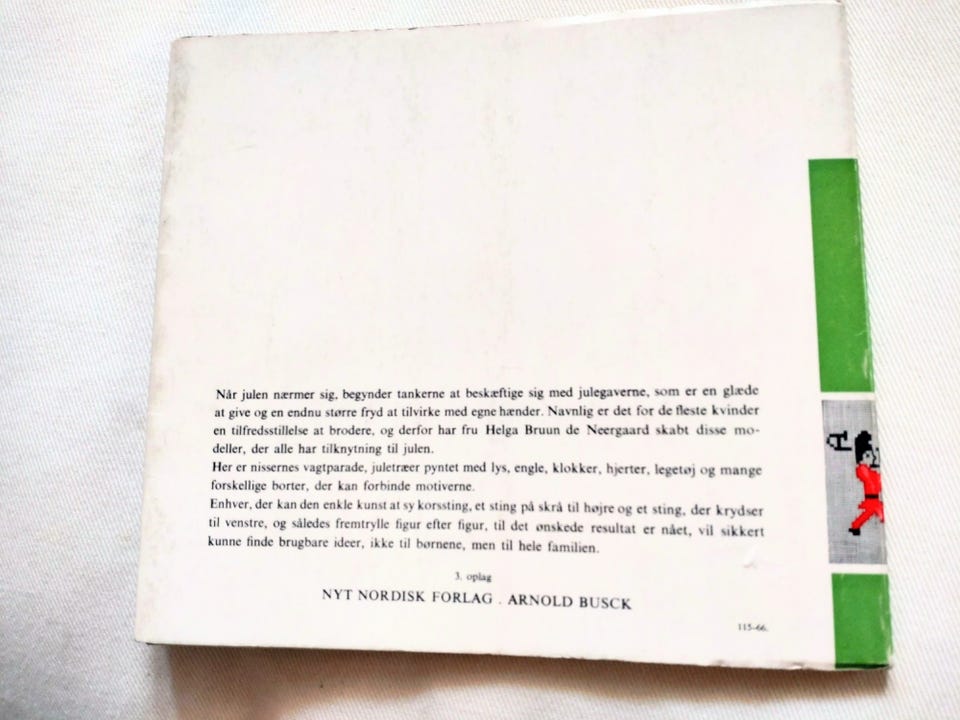 Når julen nærmer sig, begynder tankerne at beskæftige sig med julegaverne, som er en glæde
at give og en endnu større fryd at tilvirke med egne hænder. Navnlig er det for de fleste kvinder
en tilfredsstillelse at brodere, og derfor har fru Helga Bruun de Neergaard skabt disse mo-
deller, der alle har tilknytning til julen.
Her er nissernes vagtparade, juletræer pyntet med lys, engle, klokker, hjerter, legetøj og mange
forskellige borter, der kan forbinde motiverne.
Enhver, der kan den enkle kunst at sy korssting, et sting på skrå til højre og et sting, der krydser
til venstre, og således fremtrylle figur efter figur, til det ønskede resultat er nået, vil sikkert
kunne finde brugbare ideer, ikke til børnene, men til hele familien.
3. oplag
NYT NORDISK FORLAG . ARNOLD BUSCK
115-66.